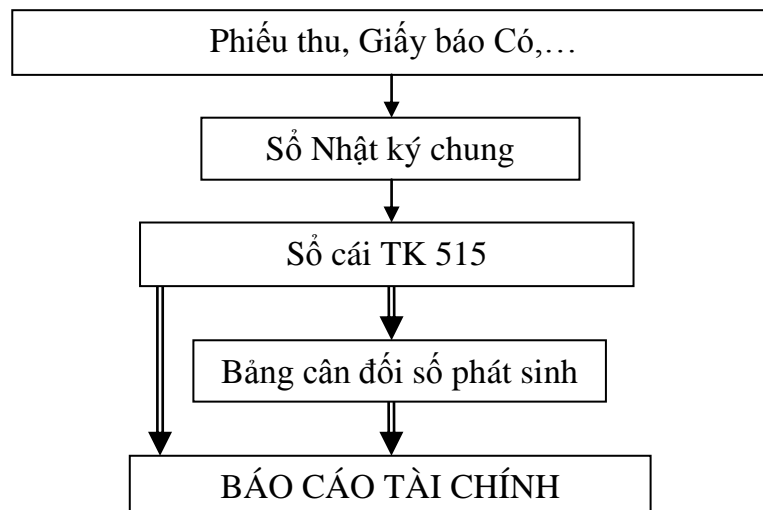 Phiếu thu, Giấy báo Có,…
Sổ Nhật ký chung
Sổ cái TK 515
Bảng cân đối số phát sinh
BÁO CÁO TÀI CHÍNH